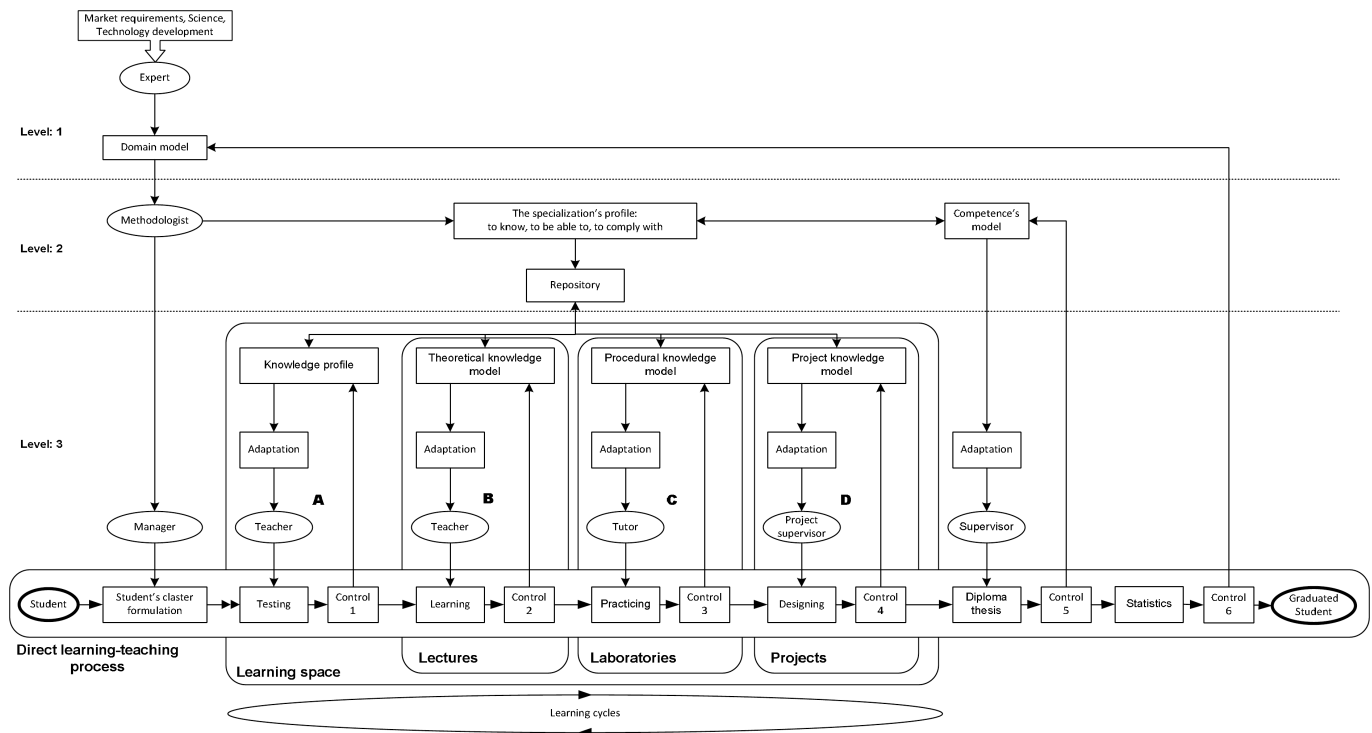 Market requirements, Science,
Technology development
Expert
Level: 1
Domain model
Methodologist
The specialization's profile:
to know, to be able to, to comply with
Competence's
model
Level: 2
Repository
Knowledge profile
Theoretical knowledge
model
Procedural knowledge
model
Project knowledge
model
Level: 3
Adaptation
Adaptation
Adaptation
Adaptation
Adaptation
A
B
C
D
Manager
Teacher
Teacher
Tutor
Project
supervisor
Supervisor
Student
Student's claster
formulation
Testing
Control
1
Learning
Control
2
Practicing
Control
3
Designing
Control
4
Diploma
thesis
Control
5
Statistics
Control
6
Graduated
Student
Direct learning-teaching
process
Learning space
Lectures
Laboratories
Projects
Learning cycles